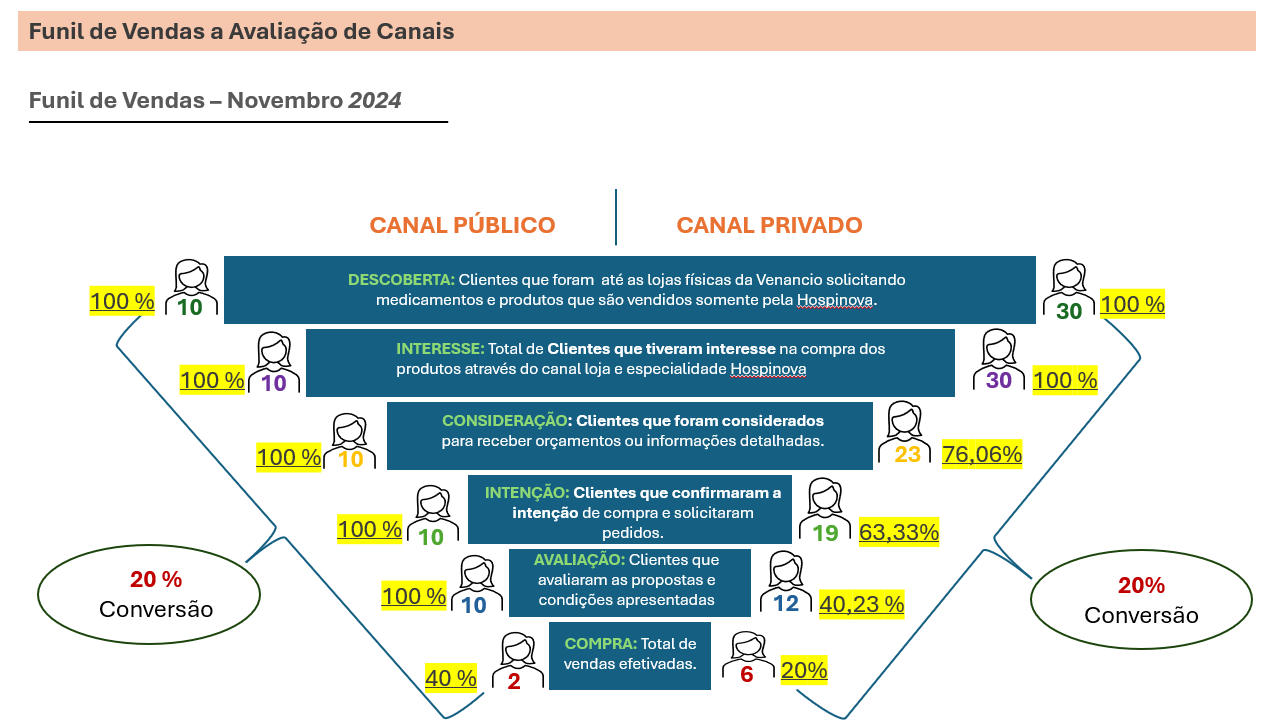 Funil de Vendas a Avaliação de Canais
Funil de Vendas – Novembro 2024
CANAL PÚBLICO
CANAL PRIVADO
100 %
10
DESCOBERTA: Clientes que foram até as lojas físicas da Venancio solicitando
medicamentos e produtos que são vendidos somente pela Hospinova.
30
100 %
100 %
10
INTERESSE: Total de Clientes que tiveram interesse na compra dos
produtos através do canal loja e especialidade Hospinova
30
100 %
100 %
10
CONSIDERAÇÃO: Clientes que foram considerados
para receber orçamentos ou informações detalhadas.
23
76,06%
100 %
10
INTENÇÃO: Clientes que confirmaram a
intenção de compra e solicitaram
pedidos.
19
63,33%
100 %
10
AVALIAÇÃO: Clientes que
avaliaram as propostas e
condições apresentadas
12
40,23 %
40 %
2
COMPRA: Total de
vendas efetivadas.
6
20%
20 %
Conversão
20%
Conversão